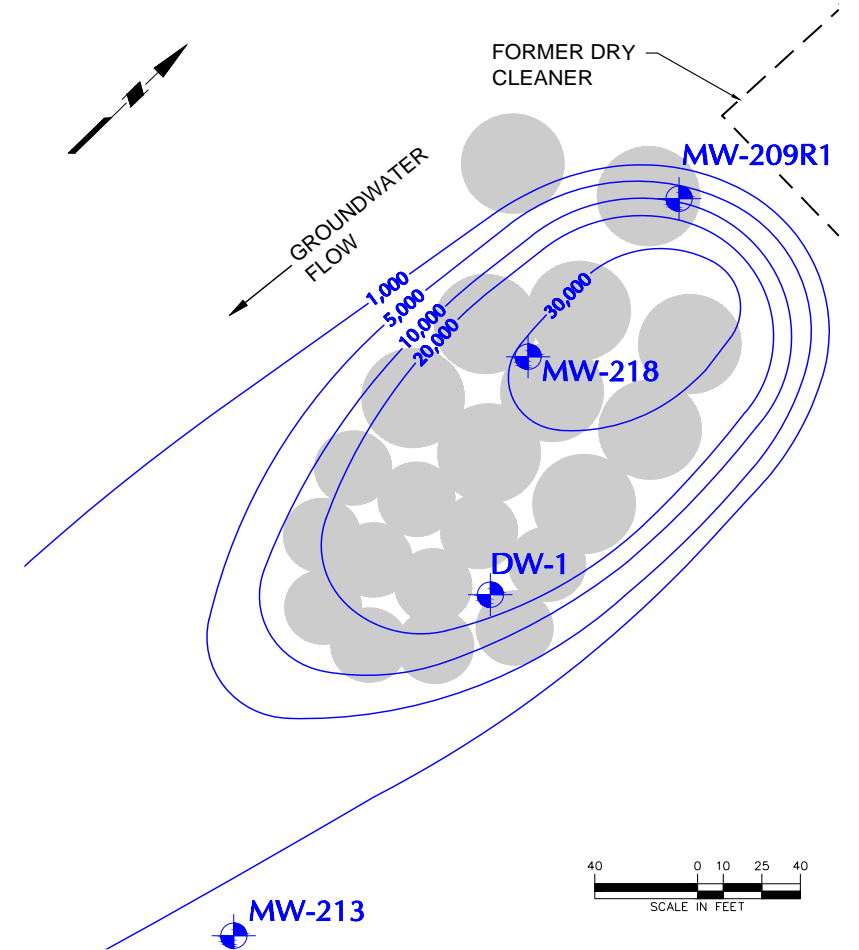 FORMER DRY
CLEANER
MW-209R1
GROUNDWATER
FLOW
1,000
5,000
10,000
20,000
30,000
MW-218
DW-1
MW-213
40 0 10 25 40
SCALE IN FEET